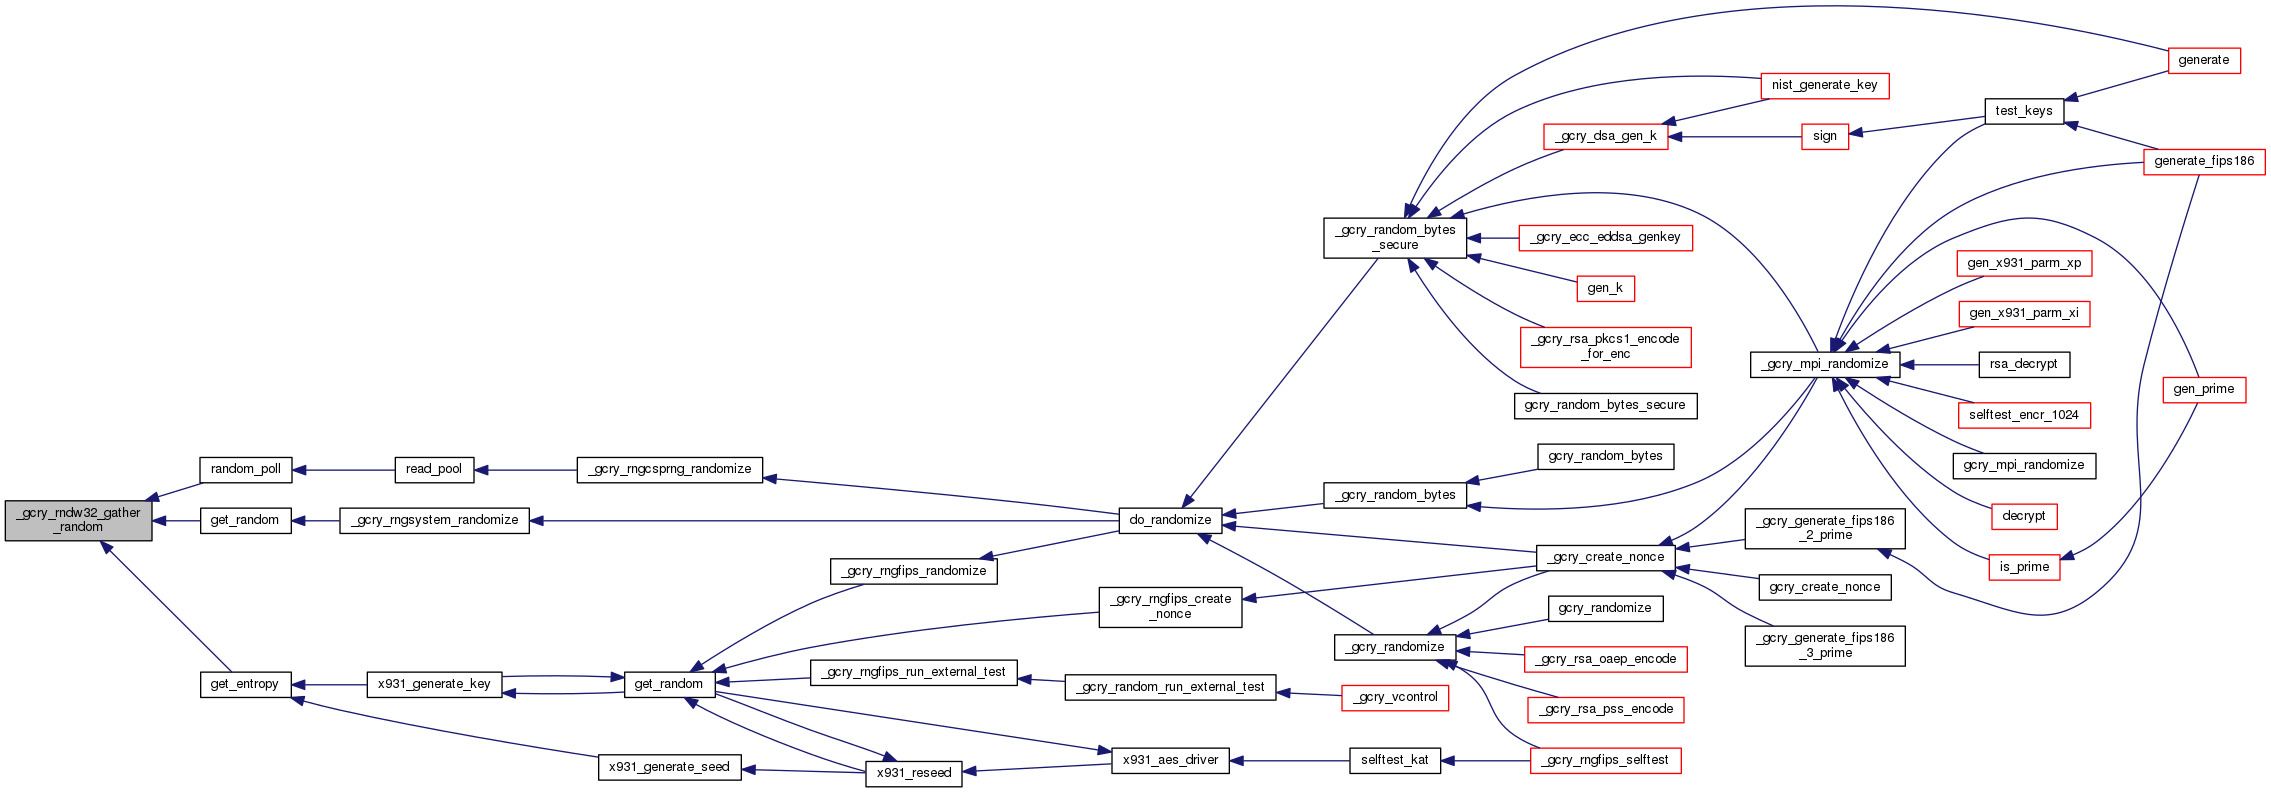 generate
nist_generate_key
test_keys
_gcry_dsa_gen_k
sign
generate_fips186
_gcry_random_bytes
_secure
_gcry_ecc_eddsa_genkey
gen_x931_parm_xp
gen_k
gen_x931_parm_xi
_gcry_rsa_pkcs1_encode
_for_enc
_gcry_mpi_randomize
rsa_decrypt
gen_prime
gcry_random_bytes_secure
selftest_encr_1024
gcry_random_bytes
gcry_mpi_randomize
random_poll
read_pool
_gcry_rngcsprng_randomize
_gcry_random_bytes
_gcry_rndw32_gather
_random
get_random
_gcry_rngsystem_randomize
do_randomize
decrypt
_gcry_generate_fips186
_2_prime
_gcry_create_nonce
is_prime
_gcry_rngfips_randomize
gcry_create_nonce
_gcry_rngfips_create
_nonce
gcry_randomize
_gcry_generate_fips186
_3_prime
_gcry_randomize
_gcry_rsa_oaep_encode
get_entropy
x931_generate_key
get_random
_gcry_rngfips_run_external_test
_gcry_random_run_external_test
_gcry_vcontrol
_gcry_rsa_pss_encode
x931_generate_seed
x931_reseed
x931_aes_driver
selftest_kat
_gcry_rngfips_selftest